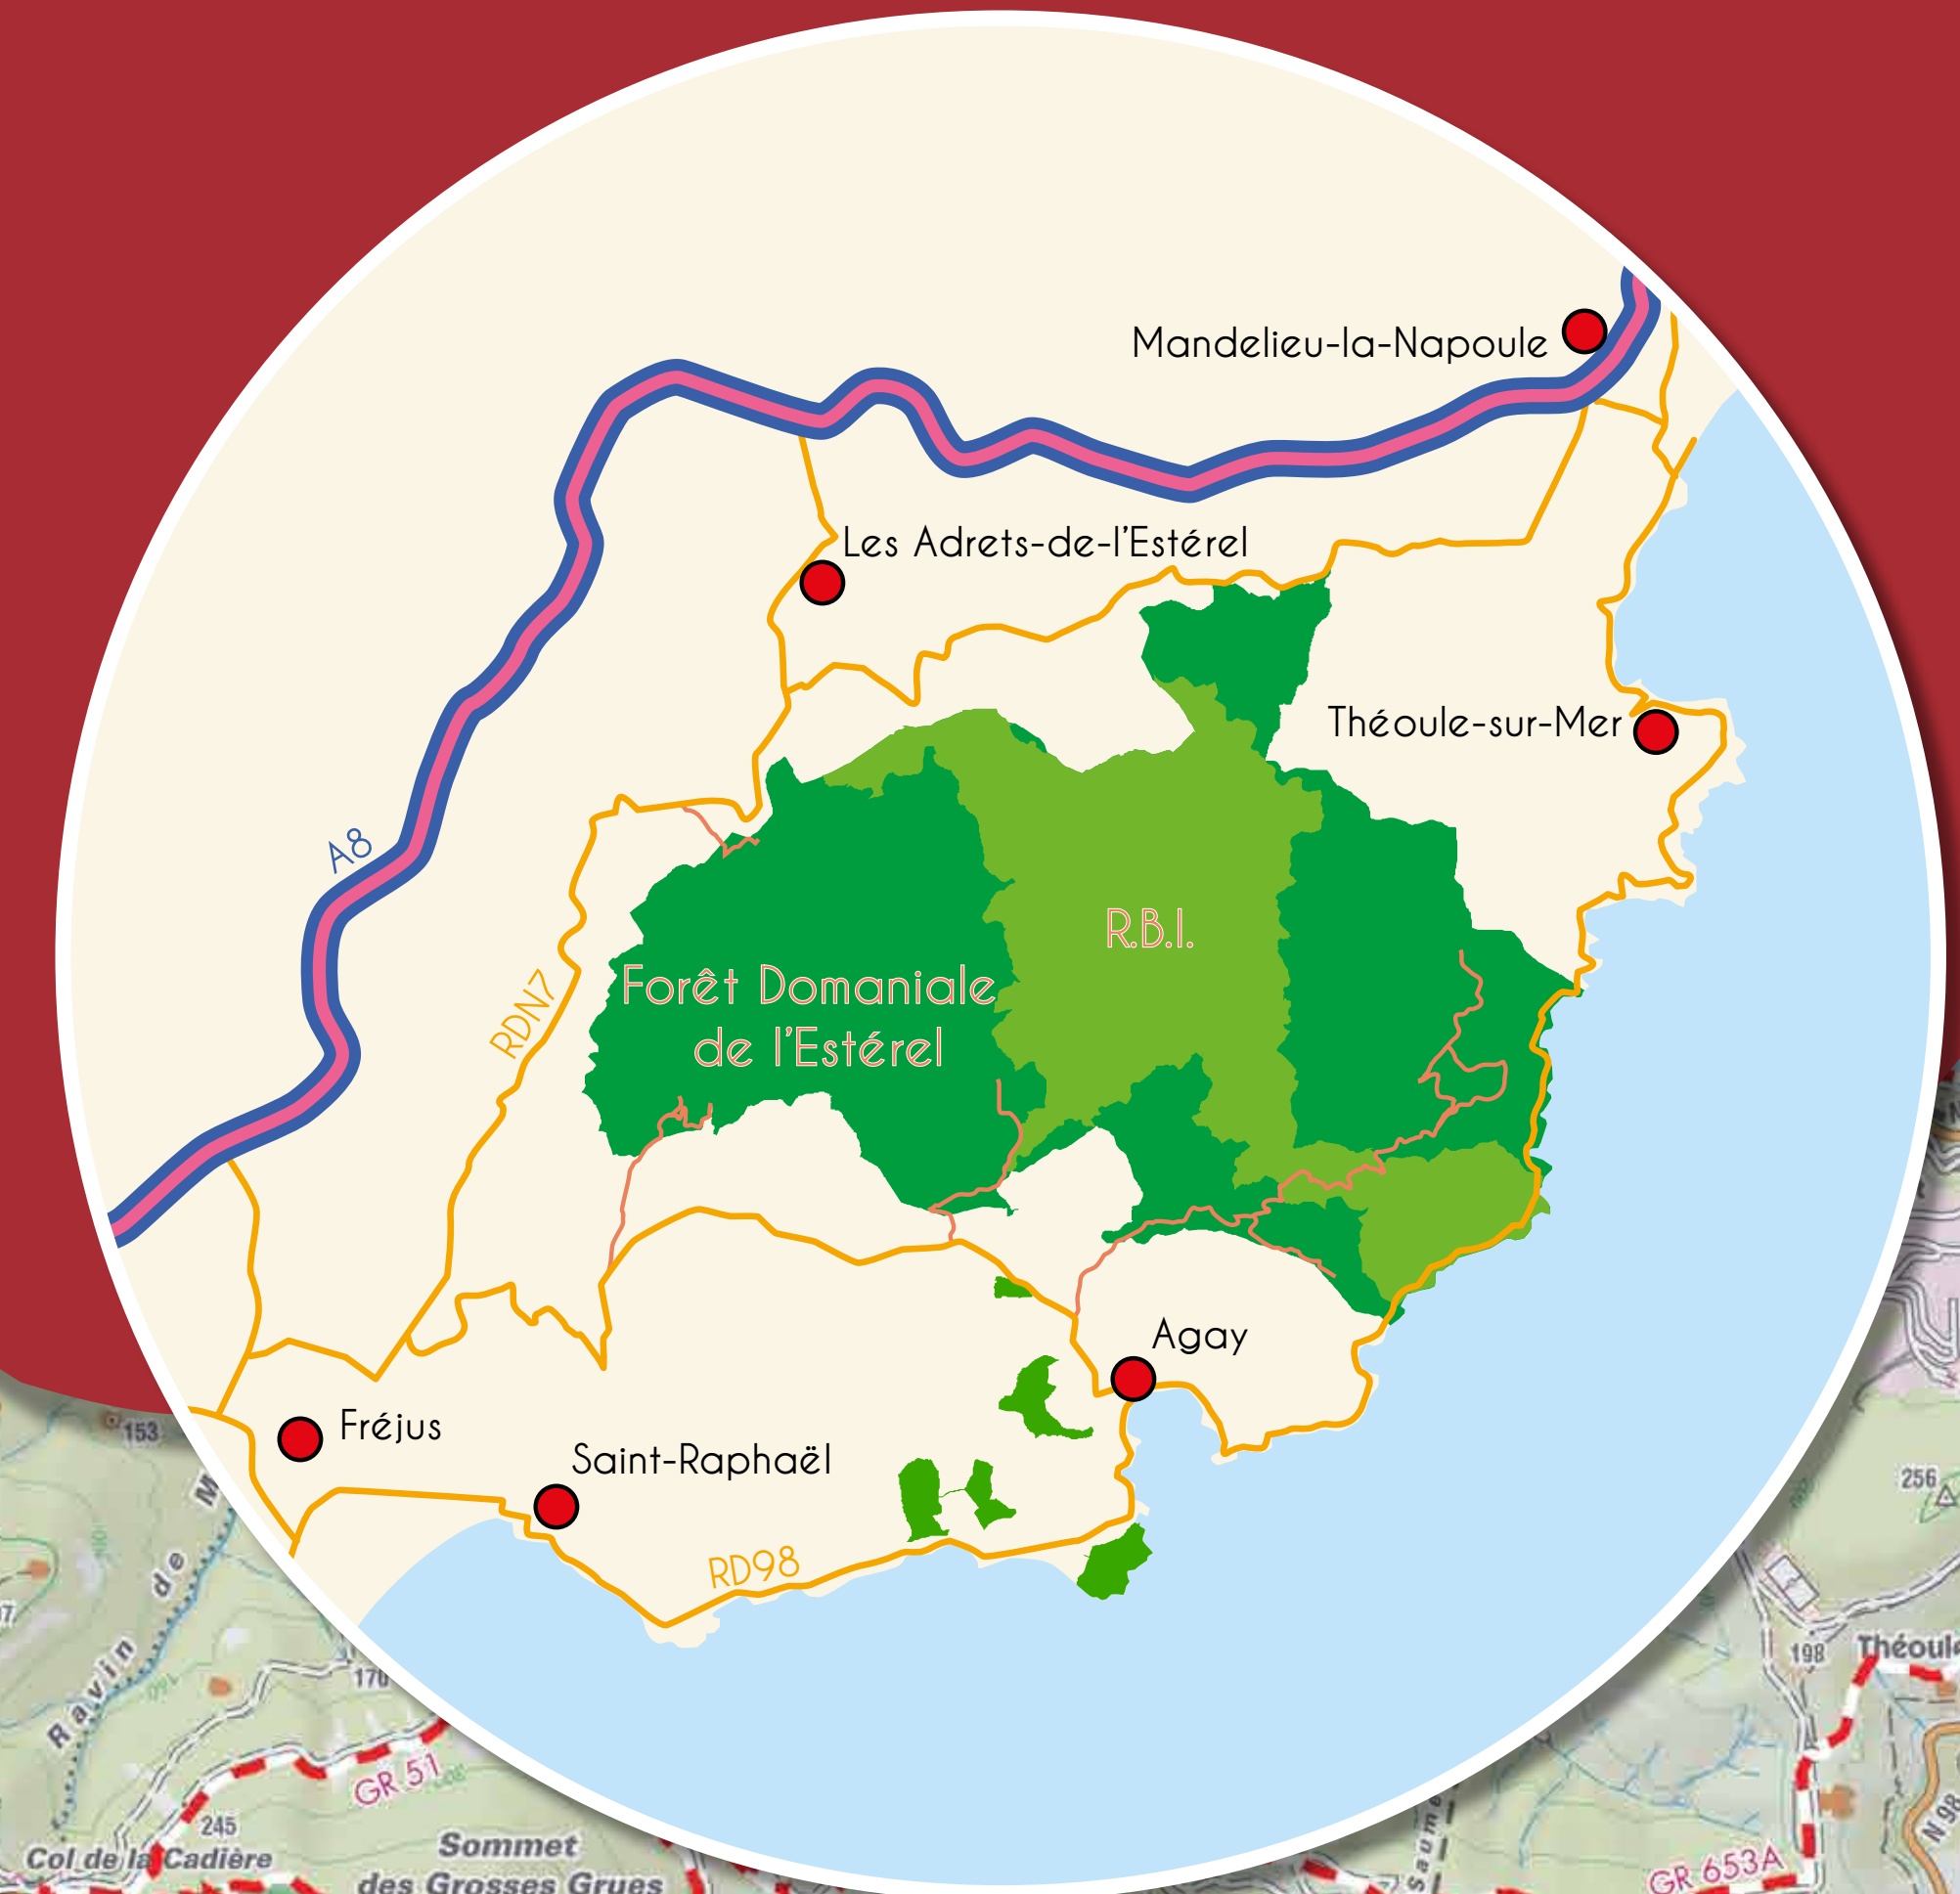 Mandelieu-la-Napoule
Les Adrets-de-l'Estérel
Théoule-sur-Mer
A8
R.B.I.
Forêt Domaniale
de l'Estérel
RDN7
Agay
Fréjus
Saint-Raphaël
RD98
153
256
Ravin de
170
198
GR 51
245
Col de la Cadière
Sommet
des Grosses Grues
GR 653A
N 98